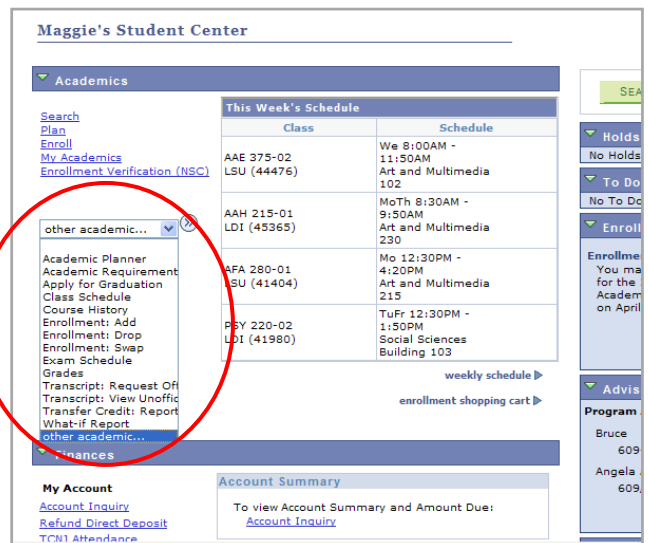 Maggie's Student Center
Academics
Search
Plan
Enroll
My Academics
Enrollment Verification (NSC)
other academic...
Academic Planner
Academic Requirement
Apply for Graduation
Class Schedule
Course History
Enrollment: Add
Enrollment: Drop
Enrollment: Swap
Exam Schedule
Grades
Transcript: Request Off
Transcript: View Unoffic
Transfer Credit: Report
What-if Report
other academic...
This Week's Schedule
Class Schedule
AAE 375-02
LSU (44476)
We 8:00AM -
11:50AM
Art and Multimedia
102
AAH 215-01
LDI (45365)
MoTh 8:30AM -
9:50AM
Art and Multimedia
230
AFA 280-01
LSU (41404)
Mo 12:30PM -
4:20PM
Art and Multimedia
215
PSY 220-02
LDI (41980)
TuFr 12:30PM -
1:50PM
Social Sciences
Building 103
weekly schedule
enrollment shopping cart
Finances
My Account
Account Inquiry
Refund Direct Deposit
TCNJ Attendance
Account Summary
To view Account Summary and Amount Due:
Account Inquiry
SEA
Holds
No Holds
To Do
No To Do
Enroll
Enrollme
You ma
for the
Academ
on April
Advis
Program
Bruce
609
Angela
609,